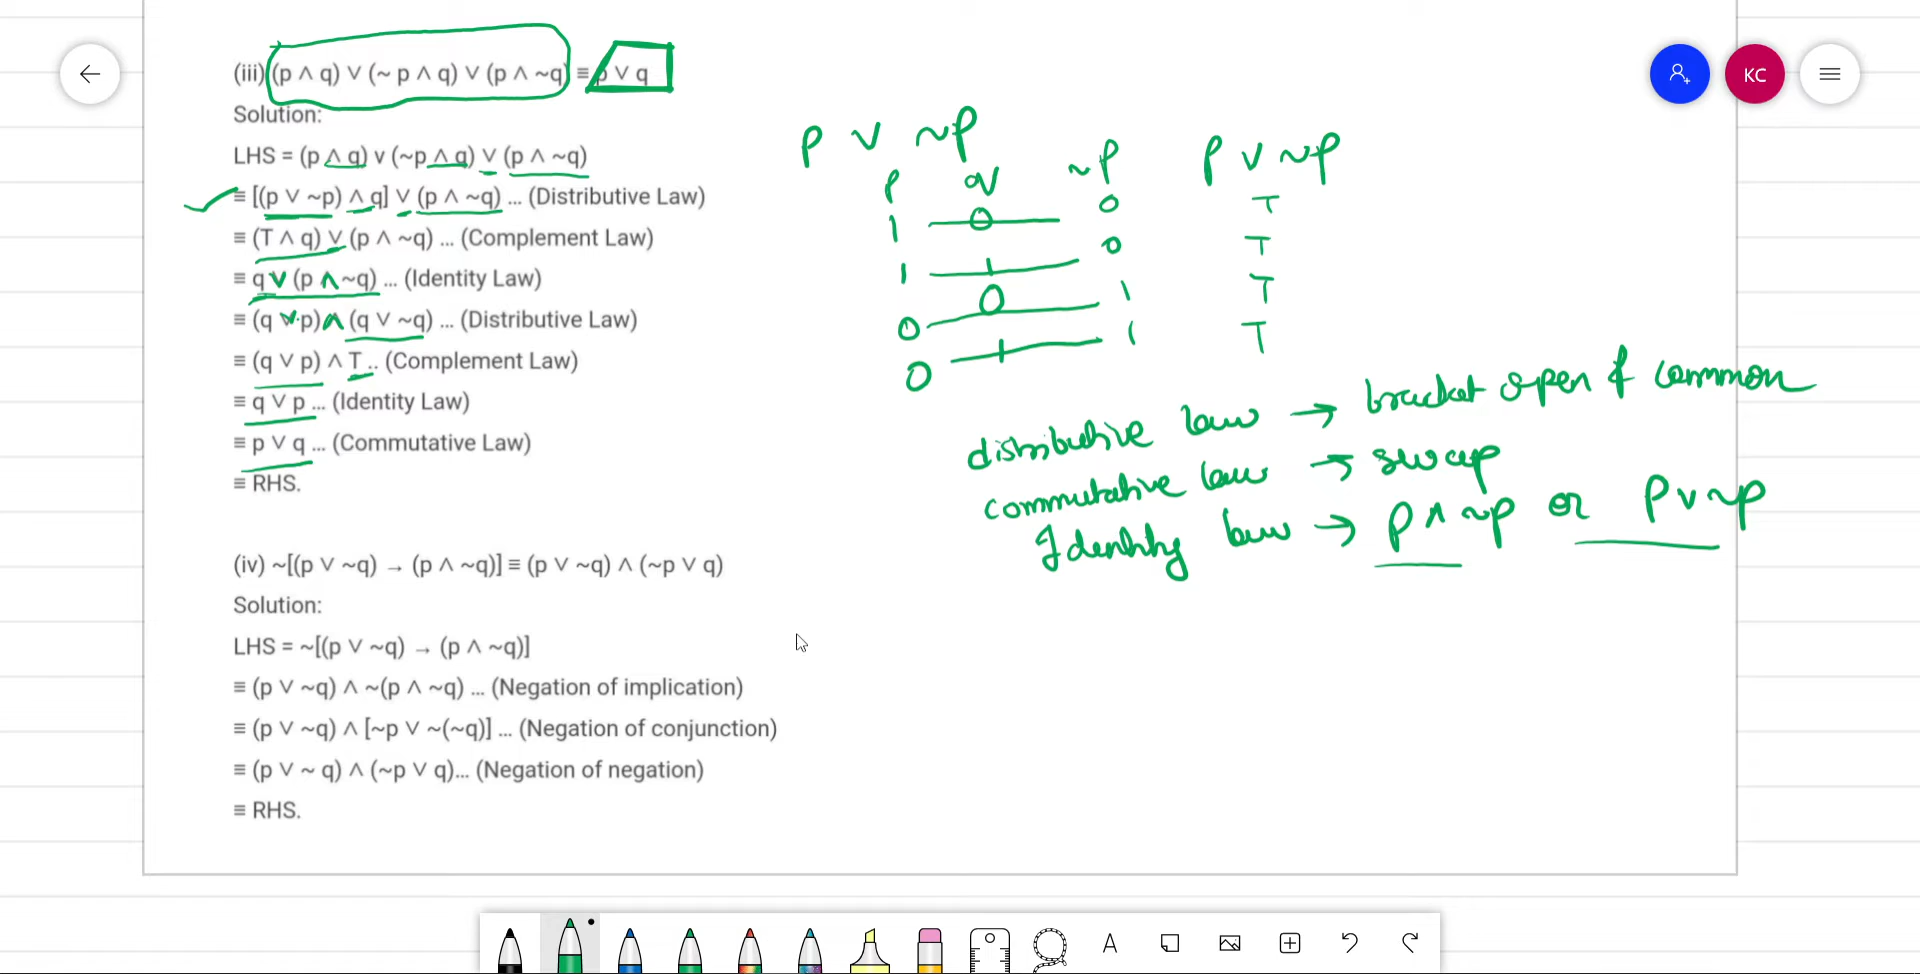 (iii) (p ∧ q) ∨ (~ p ∧ q) ∨ (p ∧ ~q) ≡ p ∨ q
Solution:
LHS = (p ∧ q) v (~p ∧ q) ∨ (p ∧ ~q)
≡ [(p ∨ ~p) ∧ q] ∨ (p ∧ ~q) ... (Distributive Law)
≡ (T ∧ q) ∨ (p ∧ ~q) ... (Complement Law)
≡ q ∨ (p ∧ ~q) ... (Identity Law)
≡ (q ∨ p) ∧ (q ∨ ~q) ... (Distributive Law)
≡ (q ∨ p) ∧ T .. (Complement Law)
≡ q ∨ p ... (Identity Law)
≡ p ∨ q ... (Commutative Law)
≡ RHS.
(iv) ~[(p ∨ ~q) → (p ∧ ~q)] ≡ (p ∨ ~q) ∧ (~p ∨ q)
Solution:
LHS = ~[(p ∨ ~q) → (p ∧ ~q)]
≡ (p ∨ ~q) ∧ ~(p ∧ ~q) ... (Negation of implication)
≡ (p ∨ ~q) ∧ [~p ∨ ~(~q)] ... (Negation of conjunction)
≡ (p ∨ ~ q) ∧ (~p ∨ q)... (Negation of negation)
≡ RHS.
p ∨ ~p
p q ~p p ∨ ~p
1 0 0 T
1 1 0 T
0 0 1 T
0 1 1 T
distributive law → bracket open & common
commutative law → swap
Identity law → p ∧ ~p or p ∨ ~p
KC
A